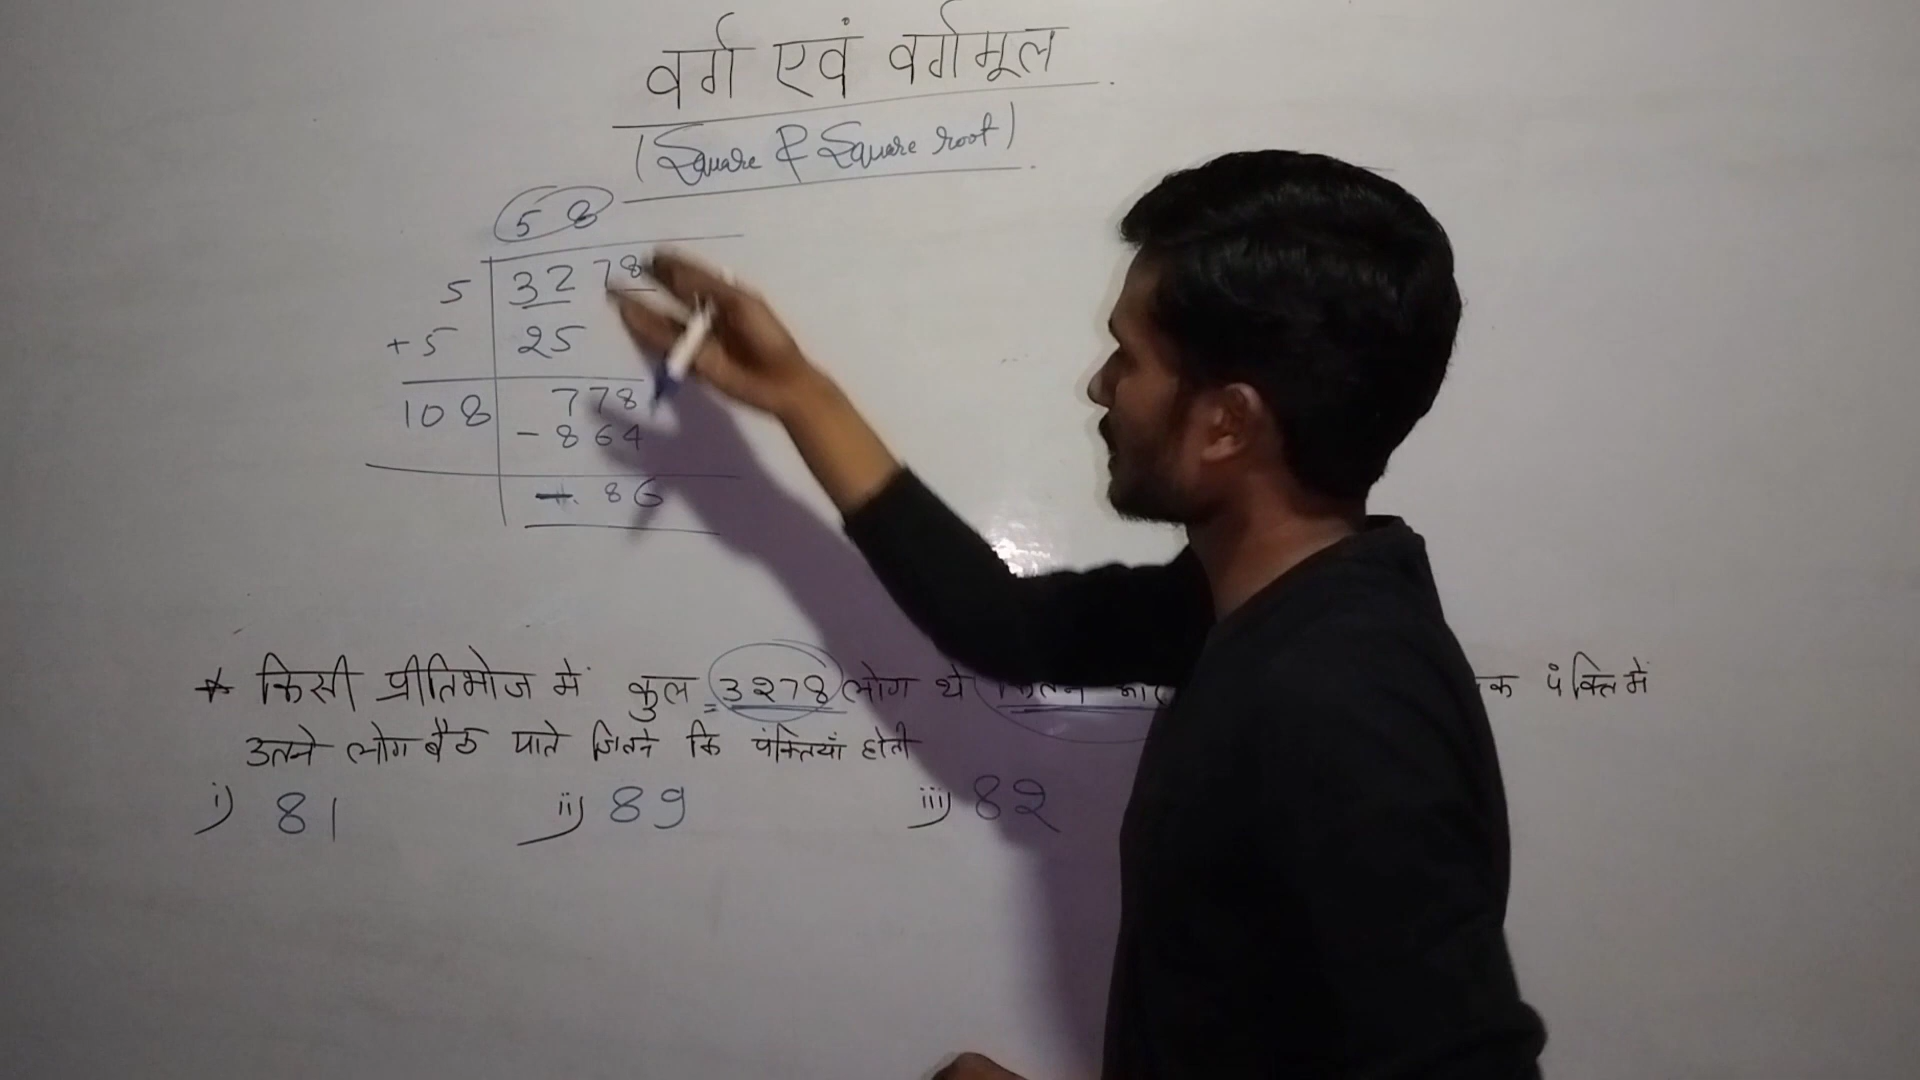 वर्ग एवं वर्गमूल
(Square & Square root)
58
5 3278
+5 25
108 778
- 864
- 86
* किसी प्रीतिभोज में कुल 3278 लोग थे कितने पंक्ति में
उतने लोग बैठ पाते जितने कि पंक्तियाँ होती
i) 81 ii) 89 iii) 82